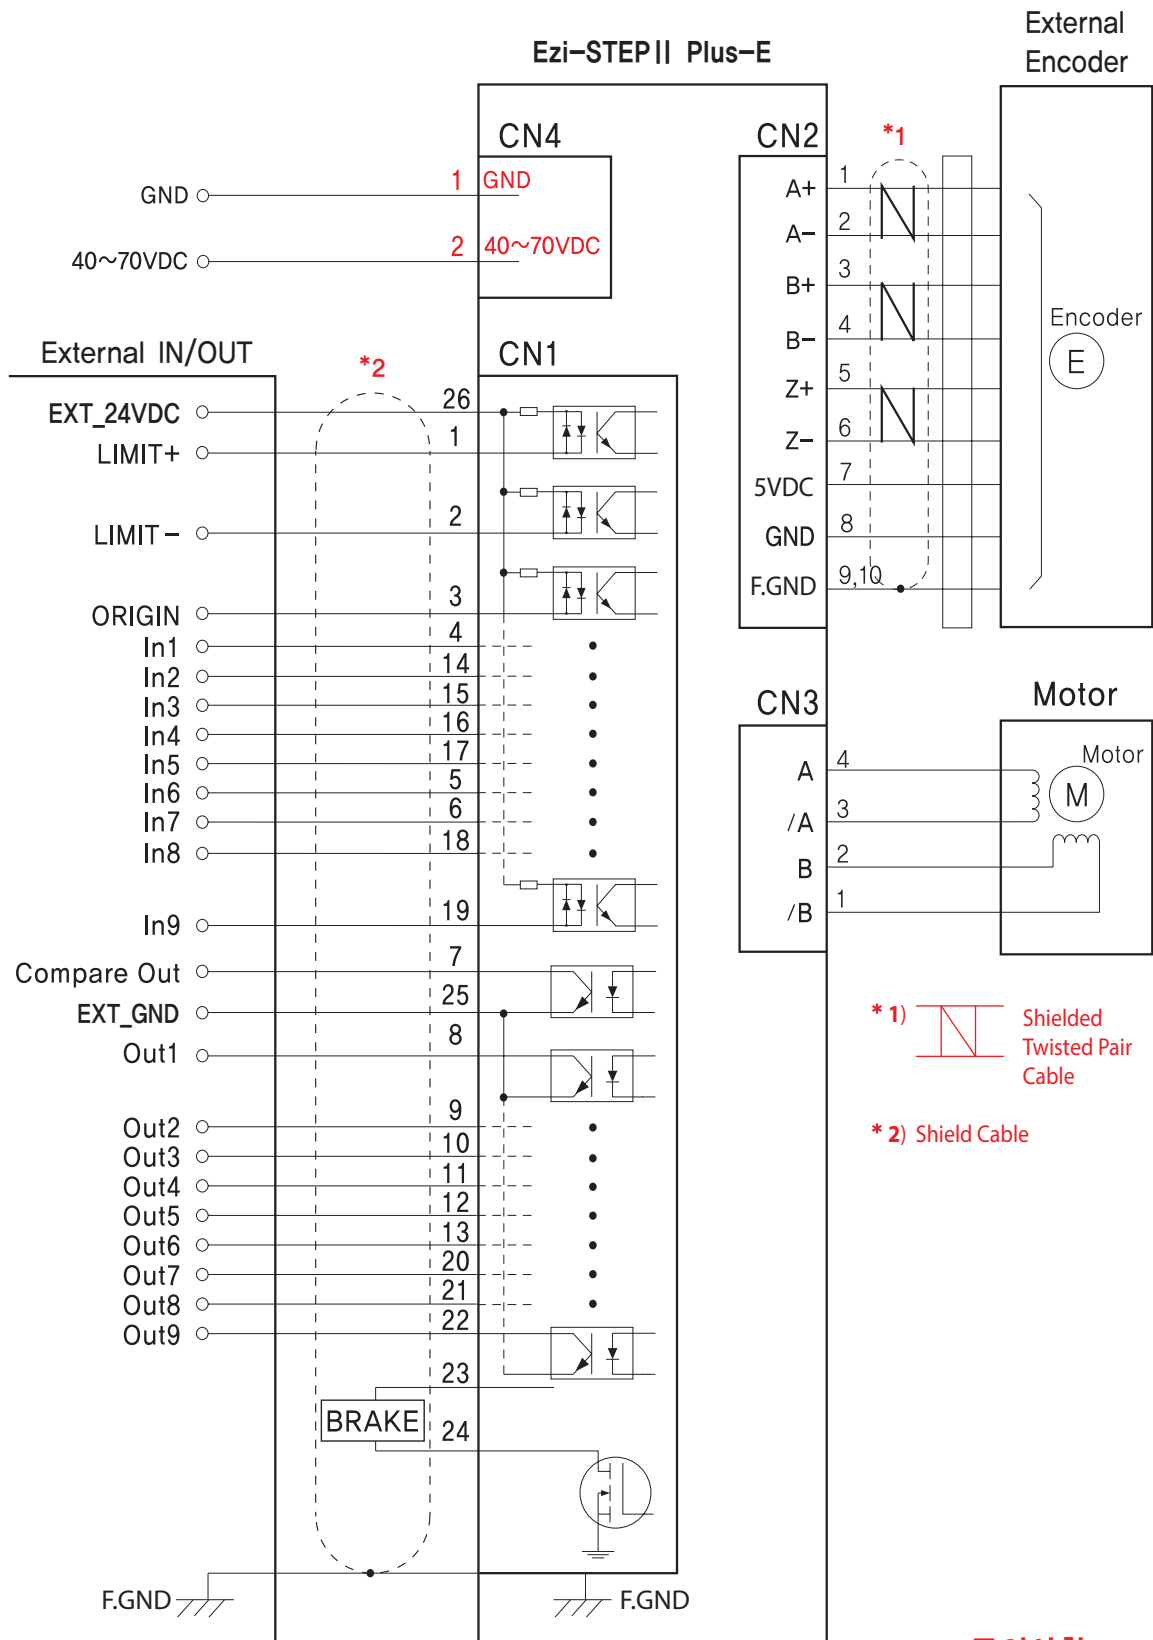 External
Encoder
Ezi-STEPII Plus-E
CN4
1 GND
GND
2 40~70VDC
40~70VDC
CN2
*1
A+ 1
A- 2
B+ 3
B- 4
Z+ 5
Z- 6
5VDC 7
GND 8
F.GND 9,10
Encoder
E
External IN/OUT
*2
CN1
EXT_24VDC 26
LIMIT+ 1
LIMIT- 2
ORIGIN 3
In1 4
In2 14
In3 15
In4 16
In5 17
In6 5
In7 6
In8 18
In9 19
Compare Out 7
EXT_GND 25
Out1 8
Out2 9
Out3 10
Out4 11
Out5 12
Out6 13
Out7 20
Out8 21
Out9 22
23
BRAKE
24
F.GND
F.GND
CN3
Motor
A 4
/A 3
B 2
/B 1
Motor
M
* 1) Shielded
Twisted Pair
Cable
* 2) Shield Cable